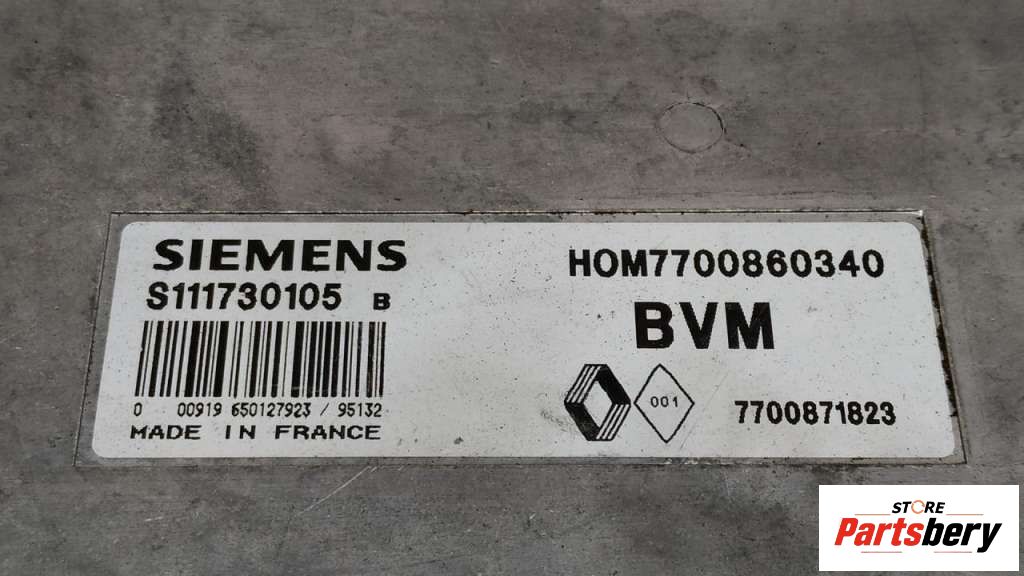 SIEMENS
S111730105 B
0 00919 650127923 / 95132
MADE IN FRANCE
HOM7700860340
BVM
001
7700871823
STORE
Partsbery